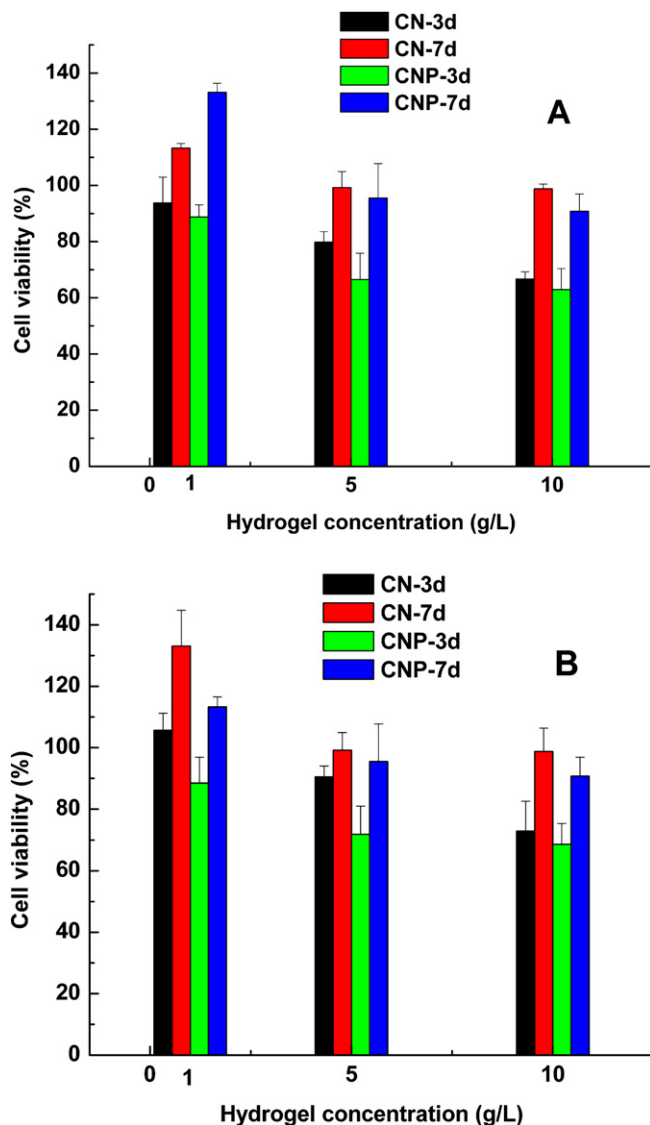 CN-3d
CN-7d
CNP-3d
CNP-7d
A
140
120
100
80
60
40
20
0
Cell viability (%)
0 1 5 10
Hydrogel concentration (g/L)
CN-3d
CN-7d
CNP-3d
CNP-7d
B
140
120
100
80
60
40
20
0
Cell viability (%)
0 1 5 10
Hydrogel concentration (g/L)